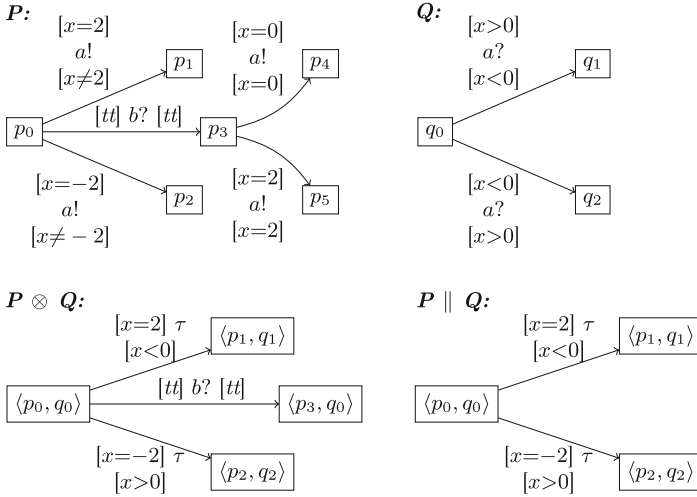 P:
[x=2]
a!
[x≠2]
p1
[x=0]
a!
[x=0]
p4
p0
[tt] b? [tt]
p3
[x=−2]
a!
[x≠ − 2]
p2
[x=2]
a!
[x=2]
p5
Q:
[x>0]
a?
[x<0]
q1
q0
[x<0]
a?
[x>0]
q2
P ⊗ Q:
[x=2] τ
[x<0]
⟨p1, q1⟩
[tt] b? [tt]
⟨p0, q0⟩
⟨p3, q0⟩
[x=−2] τ
[x>0]
⟨p2, q2⟩
P ∥ Q:
[x=2] τ
[x<0]
⟨p1, q1⟩
⟨p0, q0⟩
[x=−2] τ
[x>0]
⟨p2, q2⟩